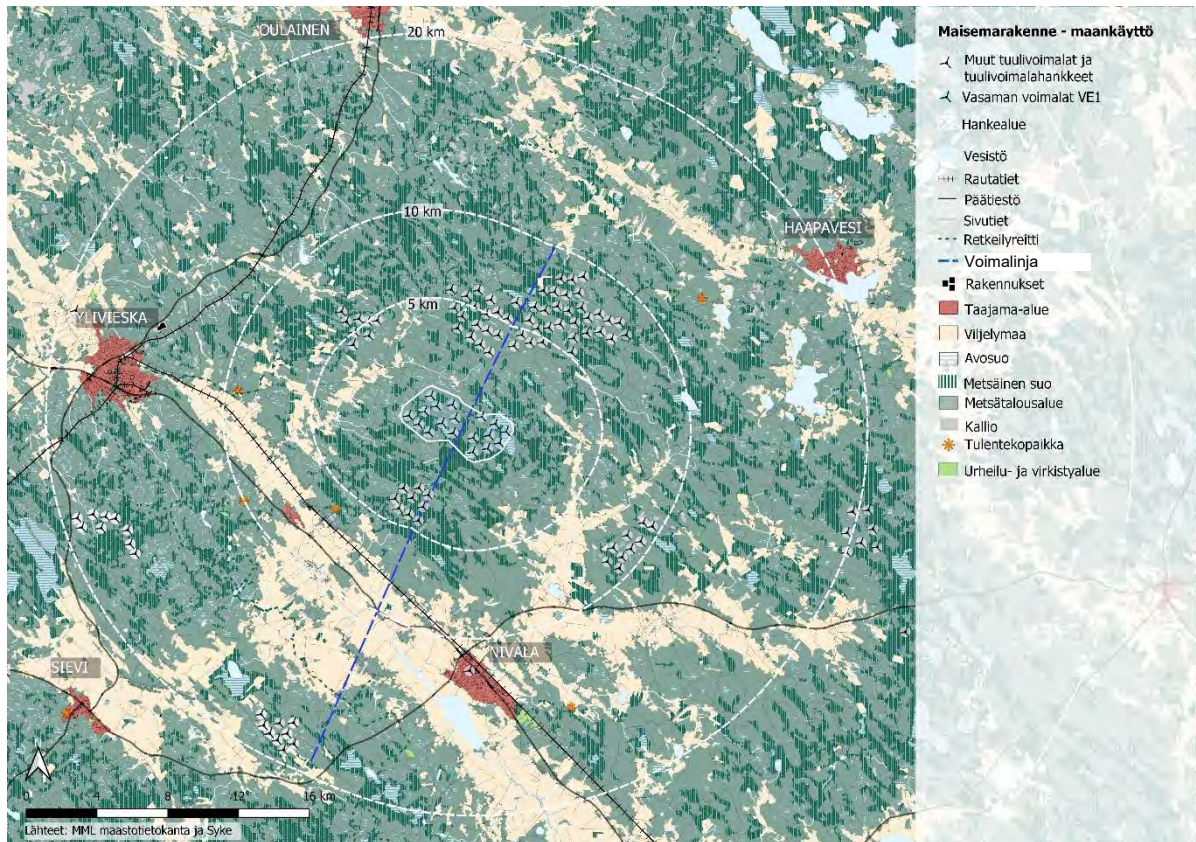 OULAINEN
20 km
HAAPAVESI
10 km
YLIVIESKA
5 km
NIVALA
SIEVI
0 4 8 12 16 km
Lähteet: MML maastotietokanta ja Syke
Maisemarakenne - maankäyttö
Muut tuulivoimalat ja
tuulivoimalahankkeet
Vasaman voimalat VE1
Hankealue
Vesistö
Rautatiet
Päätiestö
Sivutiet
Retkeilyreitti
Voimalinja
Rakennukset
Taajama-alue
Viljelymaa
Avosuo
Metsäinen suo
Metsätalousalue
Kallio
Tulentekopaikka
Urheilu- ja virkistyalue